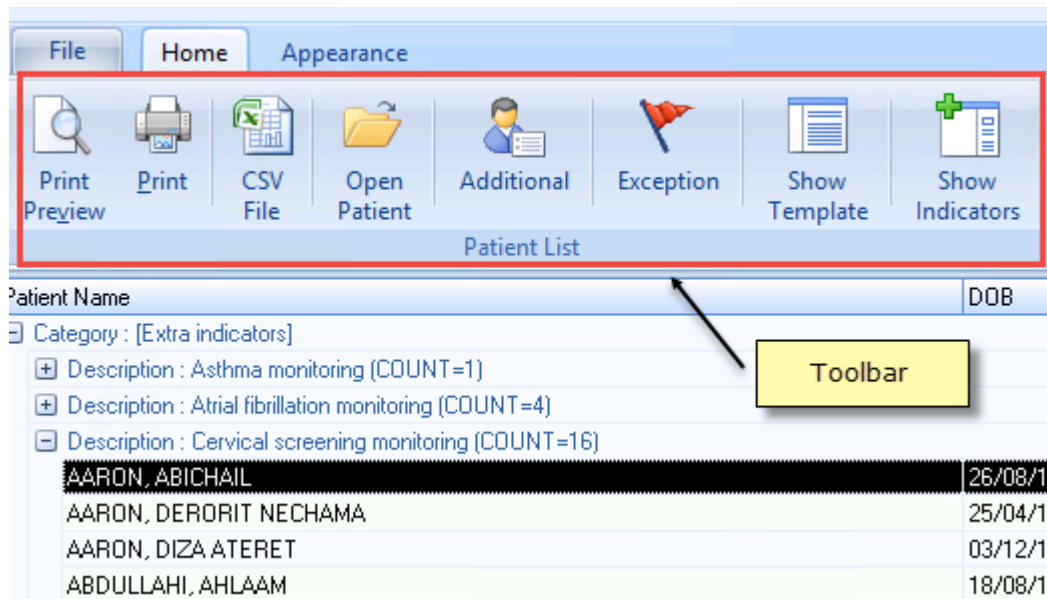 File Home Appearance
Print Print CSV Open Additional Exception Show Show
Preview File Patient Template Indicators
Patient List
Patient Name DOB
Category : [Extra indicators]
Description : Asthma monitoring (COUNT=1)
Toolbar
Description : Atrial fibrillation monitoring (COUNT=4)
Description : Cervical screening monitoring (COUNT=16)
AARON, ABICHAIL 26/08/1
AARON, DERORIT NECHAMA 25/04/1
AARON, DIZA ATERET 03/12/1
ABDULLAHI, AHLAAM 18/08/1